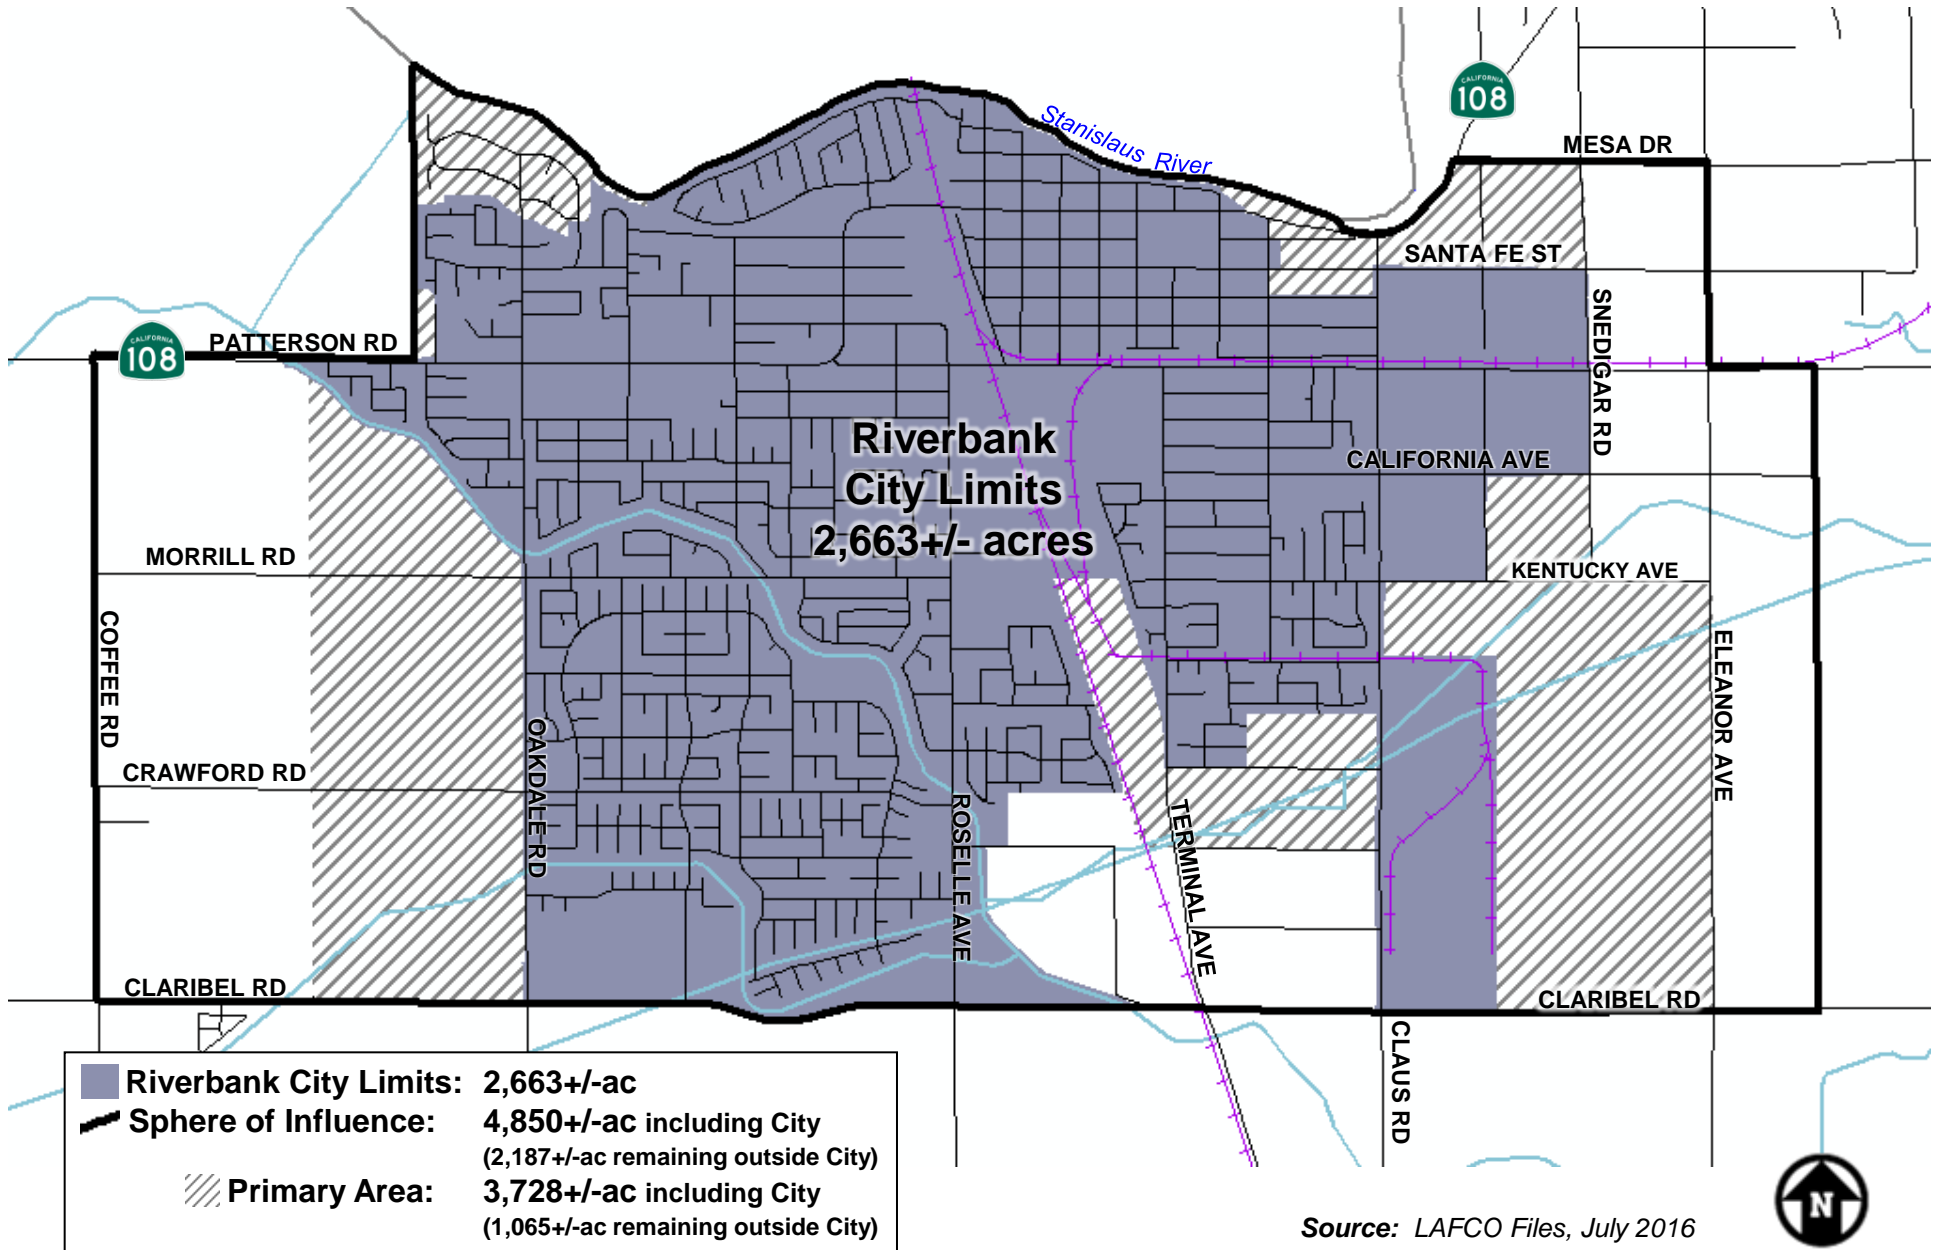 CALIFORNIA
108
MESA DR
Stanislaus River
SANTA FE ST
SNEDIGAR RD
CALIFORNIA
108
PATTERSON RD
Riverbank
City Limits
2,663+/- acres
CALIFORNIA AVE
MORRILL RD
KENTUCKY AVE
COFFEE RD
ELEANOR AVE
OAKDALE RD
CRAWFORD RD
ROSELLE AVE
TERMINAL AVE
CLARIBEL RD
CLARIBEL RD
CLAUS RD
Riverbank City Limits: 2,663+/-ac
Sphere of Influence: 4,850+/-ac including City
(2,187+/-ac remaining outside City)
Primary Area: 3,728+/-ac including City
(1,065+/-ac remaining outside City)
Source: LAFCO Files, July 2016
N